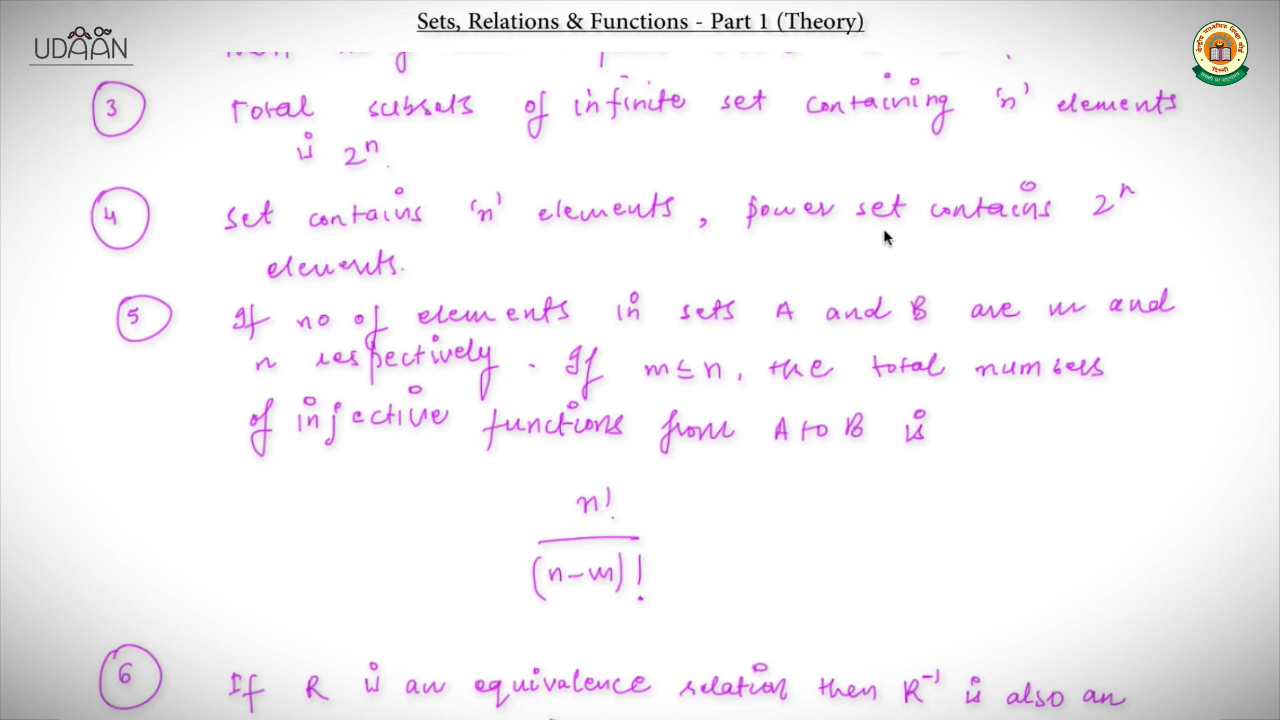 Sets, Relations & Functions - Part 1 (Theory)
UDAAN
3 Total subsets of infinite set containing 'n' elements
is 2ⁿ.
4 set contains 'n' elements, power set contains 2ⁿ
elements.
5 If no of elements in sets A and B are m and
n respectively. If m≤n, the total numbers
of injective functions from A to B is
n!
(n-m)!
6 If R is an equivalence relation then R⁻¹ is also an